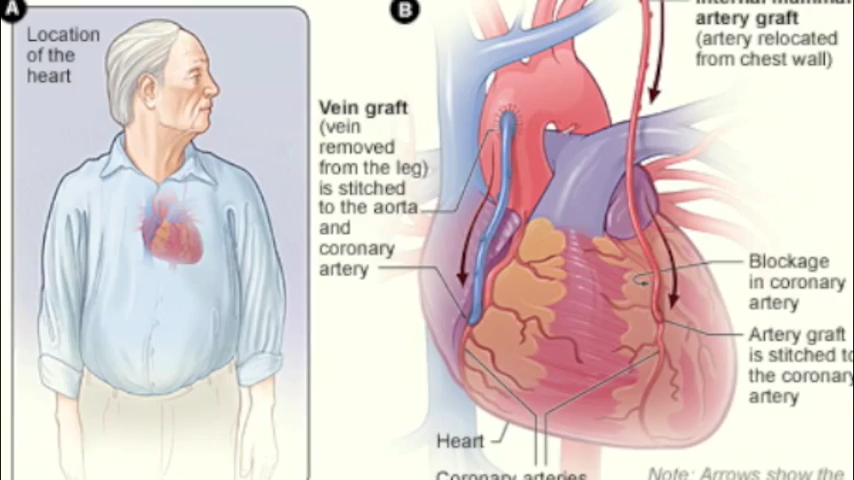 A
Location
of the
heart
B
Vein graft
(vein
removed
from the leg)
is stitched
to the aorta
and
coronary
artery
artery graft
(artery relocated
from chest wall)
Blockage
in coronary
artery
Artery graft
is stitched to
the coronary
artery
Heart
Coronary arteries
Note: Arrows show the